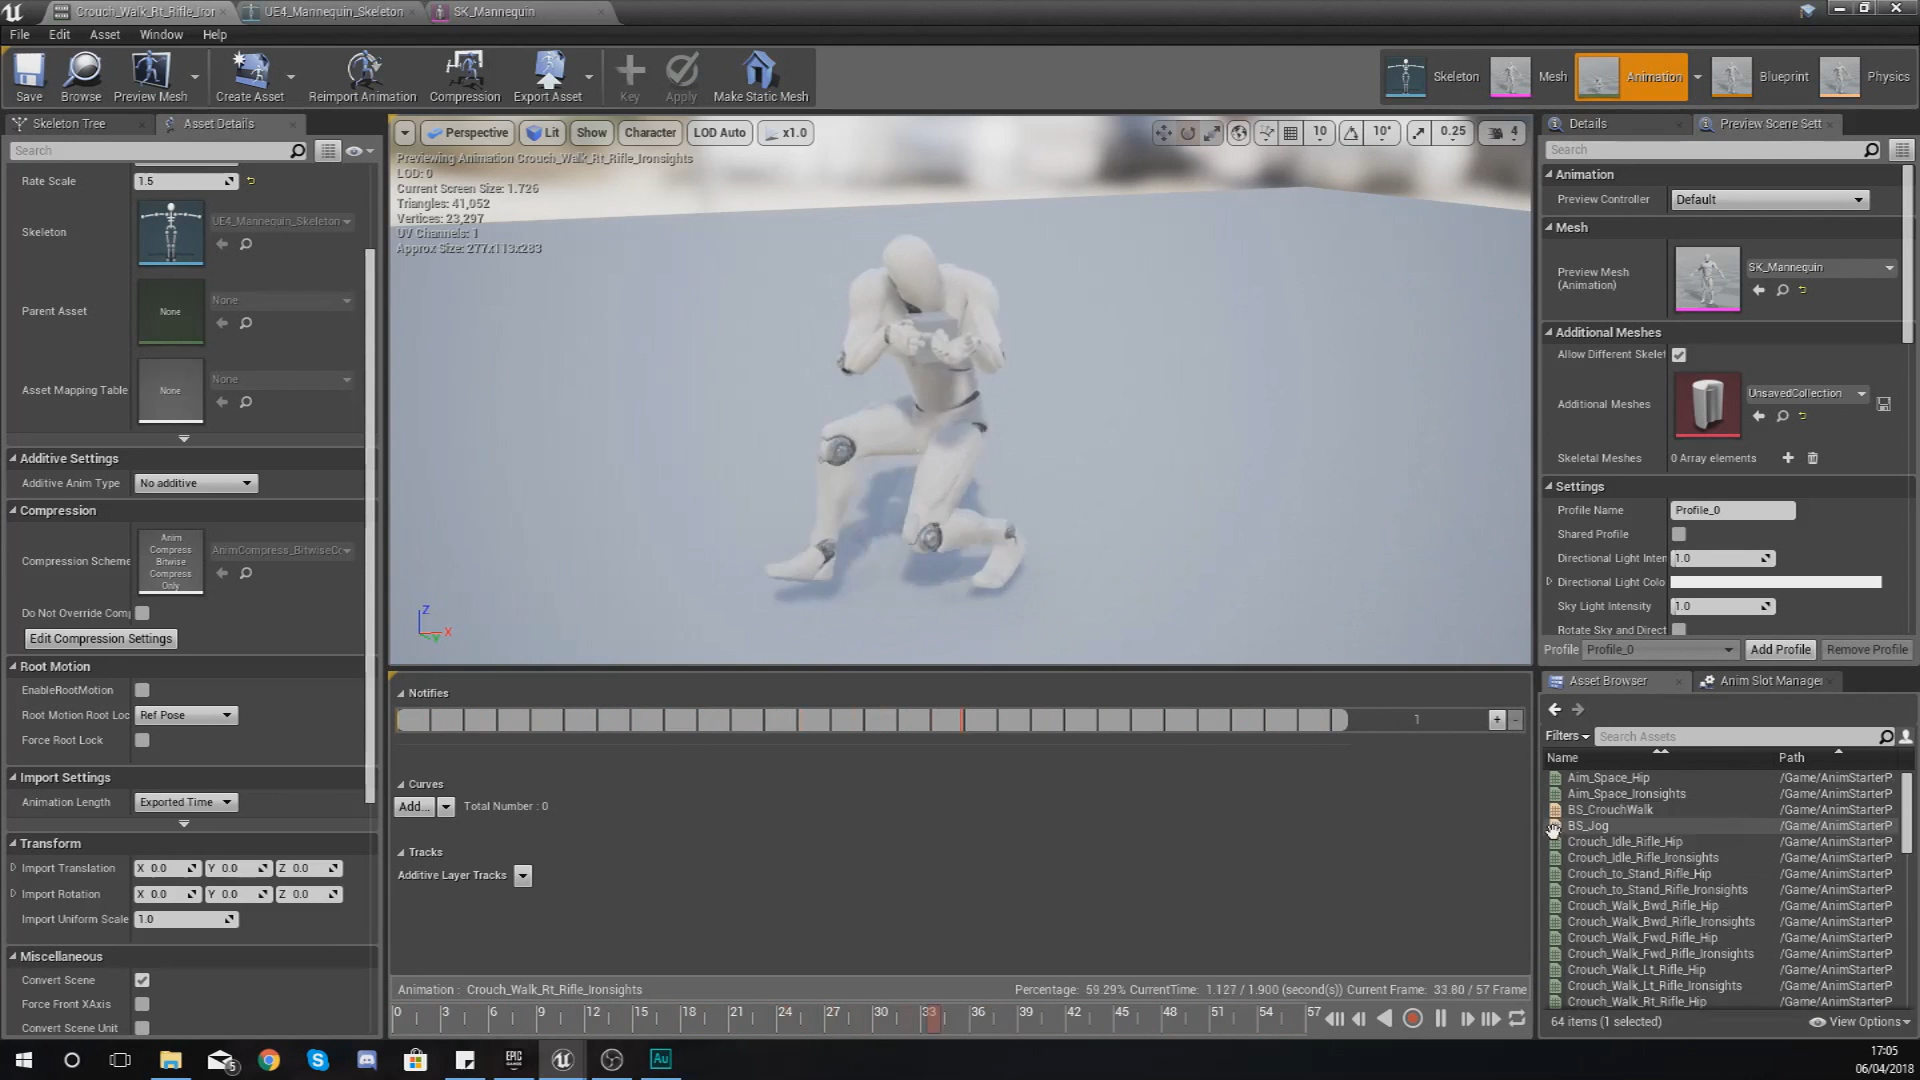 Crouch_Walk_Rt_Rifle_Iron
UE4_Mannequin_Skeleton
SK_Mannequin
File Edit Asset Window Help
Save Browse Preview Mesh Create Asset Reimport Animation Compression Export Asset Key Apply Make Static Mesh
Skeleton Mesh Animation Blueprint Physics
Skeleton Tree Asset Details
Search
Rate Scale 1.5
Skeleton UE4_Mannequin_Skeleton
Parent Asset None None
Asset Mapping Table None None
Additive Settings
Additive Anim Type No additive
Compression
Compression Scheme
Anim
Compress
Bitwise
Compress
Only
AnimCompress_BitwiseCo
Do Not Override Com
Edit Compression Settings
Root Motion
EnableRootMotion
Root Motion Root Loc Ref Pose
Force Root Lock
Import Settings
Animation Length Exported Time
Transform
Import Translation X 0.0 Y 0.0 Z 0.0
Import Rotation X 0.0 Y 0.0 Z 0.0
Import Uniform Scale 1.0
Miscellaneous
Convert Scene
Force Front XAxis
Convert Scene Unit
Perspective Lit Show Character LOD Auto x1.0
10 10° 0.25 4
Previewing Animation Crouch_Walk_Rt_Rifle_Ironsights
LOD: 0
Current Screen Size: 1.726
Triangles: 41,052
Vertices: 23,297
UV Channels: 1
Approx Size: 277x113x283
Z
X
Notifies
1
+ -
Curves
Add... Total Number : 0
Tracks
Additive Layer Tracks
Animation : Crouch_Walk_Rt_Rifle_Ironsights
Percentage: 59.29% CurrentTime: 1.127 / 1.900 (second(s)) Current Frame: 33.80 / 57 Frame
0 3 6 9 12 15 18 21 24 27 30 33 36 39 42 45 48 51 54 57
Details Preview Scene Sett
Search
Animation
Preview Controller Default
Mesh
Preview Mesh
(Animation)
SK_Mannequin
Additional Meshes
Allow Different Skelet
Additional Meshes UnsavedCollection
Skeletal Meshes 0 Array elements
Settings
Profile Name Profile_0
Shared Profile
Directional Light Inten 1.0
Directional Light Colo
Sky Light Intensity 1.0
Rotate Sky and Direct
Profile Profile_0 Add Profile Remove Profile
Asset Browser Anim Slot Manager
Filters Search Assets
Name Path
Aim_Space_Hip /Game/AnimStarterP
Aim_Space_Ironsights /Game/AnimStarterP
BS_CrouchWalk /Game/AnimStarterP
BS_Jog /Game/AnimStarterP
Crouch_Idle_Rifle_Hip /Game/AnimStarterP
Crouch_Idle_Rifle_Ironsights /Game/AnimStarterP
Crouch_to_Stand_Rifle_Hip /Game/AnimStarterP
Crouch_to_Stand_Rifle_Ironsights /Game/AnimStarterP
Crouch_Walk_Bwd_Rifle_Hip /Game/AnimStarterP
Crouch_Walk_Bwd_Rifle_Ironsights /Game/AnimStarterP
Crouch_Walk_Fwd_Rifle_Hip /Game/AnimStarterP
Crouch_Walk_Fwd_Rifle_Ironsights /Game/AnimStarterP
Crouch_Walk_Lt_Rifle_Hip /Game/AnimStarterP
Crouch_Walk_Lt_Rifle_Ironsights /Game/AnimStarterP
Crouch_Walk_Rt_Rifle_Hip /Game/AnimStarterP
64 items (1 selected) View Options
5
EPIC
GAMES
Au
17:05
06/04/2018